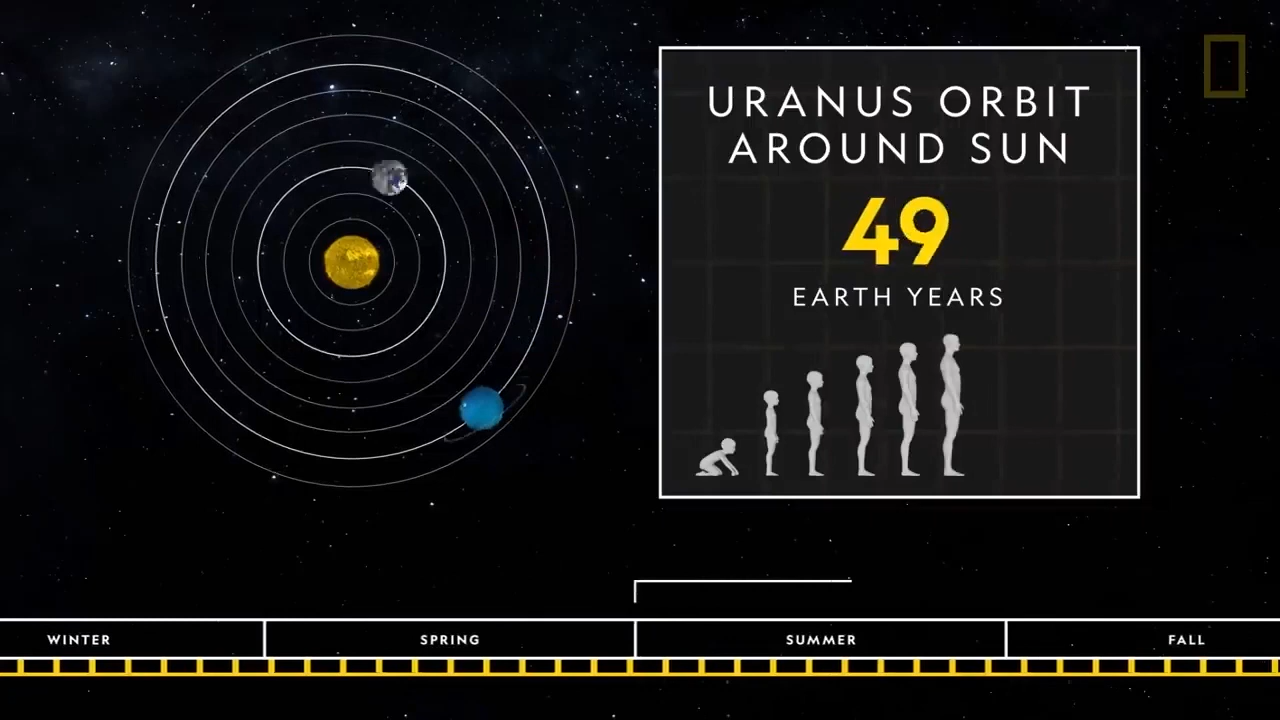 URANUS ORBIT
AROUND SUN
49
EARTH YEARS
WINTER
SPRING
SUMMER
FALL